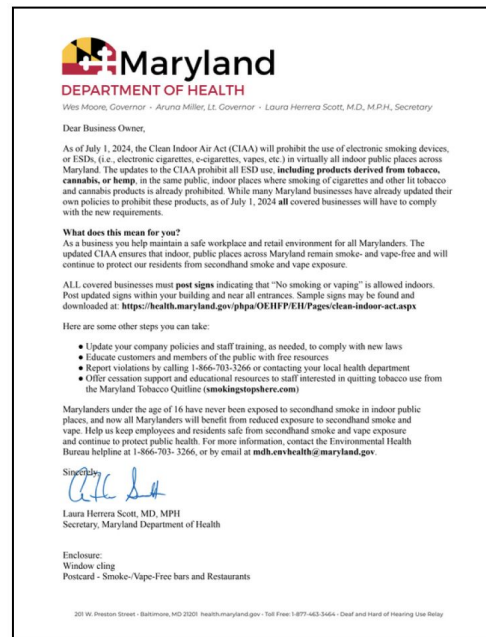 Maryland
DEPARTMENT OF HEALTH
Wes Moore, Governor - Aruna Miller, Lt. Governor - Laura Herrera Scott, M.D., M.P.H., Secretary
Dear Business Owner,
As of July 1, 2024, the Clean Indoor Air Act (CIAA) will prohibit the use of electronic smoking devices,
or ESDs, (i.e., electronic cigarettes, e-cigarettes, vapes, etc.) in virtually all indoor public places across
Maryland. The updates to the CIAA prohibit all ESD use, including products derived from tobacco,
cannabis, or hemp, in the same public, indoor places where smoking of cigarettes and other lit tobacco
and cannabis products is already prohibited. While many Maryland businesses have already updated their
own policies to prohibit these products, as of July 1, 2024 all covered businesses will have to comply
with the new requirements.
What does this mean for you?
As a business you help maintain a safe workplace and retail environment for all Marylanders. The
updated CIAA ensures that indoor, public places across Maryland remain smoke- and vape-free and will
continue to protect our residents from secondhand smoke and vape exposure.
ALL covered businesses must post signs indicating that “No smoking or vaping” is allowed indoors.
Post updated signs within your building and near all entrances. Sample signs may be found and
downloaded at: https://health.maryland.gov/phpa/OEHFP/EH/Pages/clean-indoor-act.aspx
Here are some other steps you can take:
● Update your company policies and staff training, as needed, to comply with new laws
● Educate customers and members of the public with free resources
● Report violations by calling 1-866-703-3266 or contacting your local health department
● Offer cessation support and educational resources to staff interested in quitting tobacco use from
the Maryland Tobacco Quitline (smokingstopshere.com)
Marylanders under the age of 16 have never been exposed to secondhand smoke in indoor public
places, and now all Marylanders will benefit from reduced exposure to secondhand smoke and
vape. Help us keep employees and residents safe from secondhand smoke and vape exposure
and continue to protect public health. For more information, contact the Environmental Health
Bureau helpline at 1-866-703- 3266, or by email at mdh.envhealth@maryland.gov.
Sincerely,
Laura Herrera Scott, MD, MPH
Secretary, Maryland Department of Health
Enclosure:
Window cling
Postcard - Smoke-/Vape-Free bars and Restaurants
201 W. Preston Street - Baltimore, MD 21201 health.maryland.gov - Toll Free: 1-877-463-3464 - Deaf and Hard of Hearing Use Relay